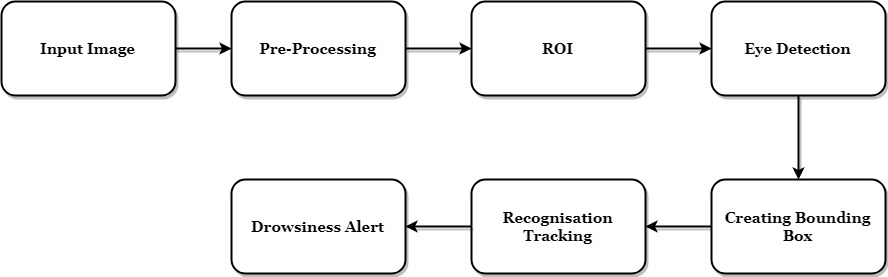 Input Image
Pre-Processing
ROI
Eye Detection
Creating Bounding
Box
Recognisation
Tracking
Drowsiness Alert